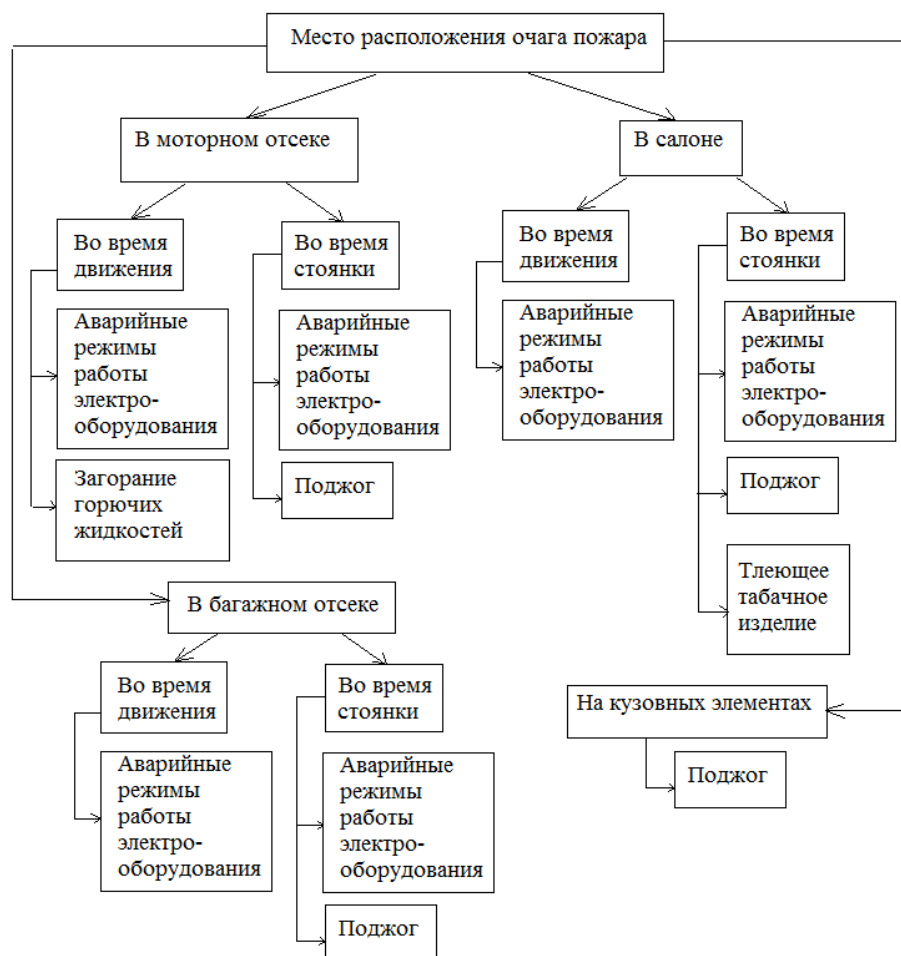 Место расположения очага пожара
В моторном отсеке
В салоне
Во время
движения
Во время
стоянки
Во время
движения
Во время
стоянки
Аварийные
режимы
работы
электро-
оборудования
Аварийные
режимы
работы
электро-
оборудования
Аварийные
режимы
работы
электро-
оборудования
Аварийные
режимы
работы
электро-
оборудования
Загорание
горючих
жидкостей
Поджог
Поджог
Тлеющее
табачное
изделие
В багажном отсеке
Во время
движения
Во время
стоянки
На кузовных элементах
Аварийные
режимы
работы
электро-
оборудования
Аварийные
режимы
работы
электро-
оборудования
Поджог
Поджог